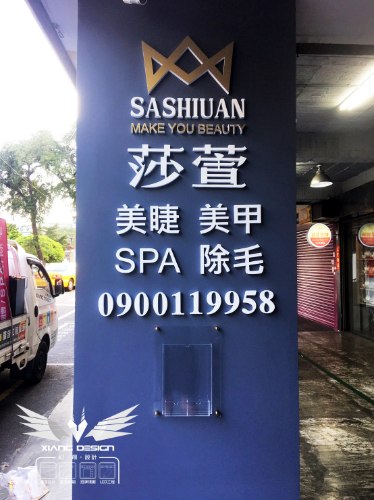 SASHIUAN
MAKE YOU BEAUTY
莎萱
美睫 美甲
SPA 除毛
0900119958
XIANG DESIGN